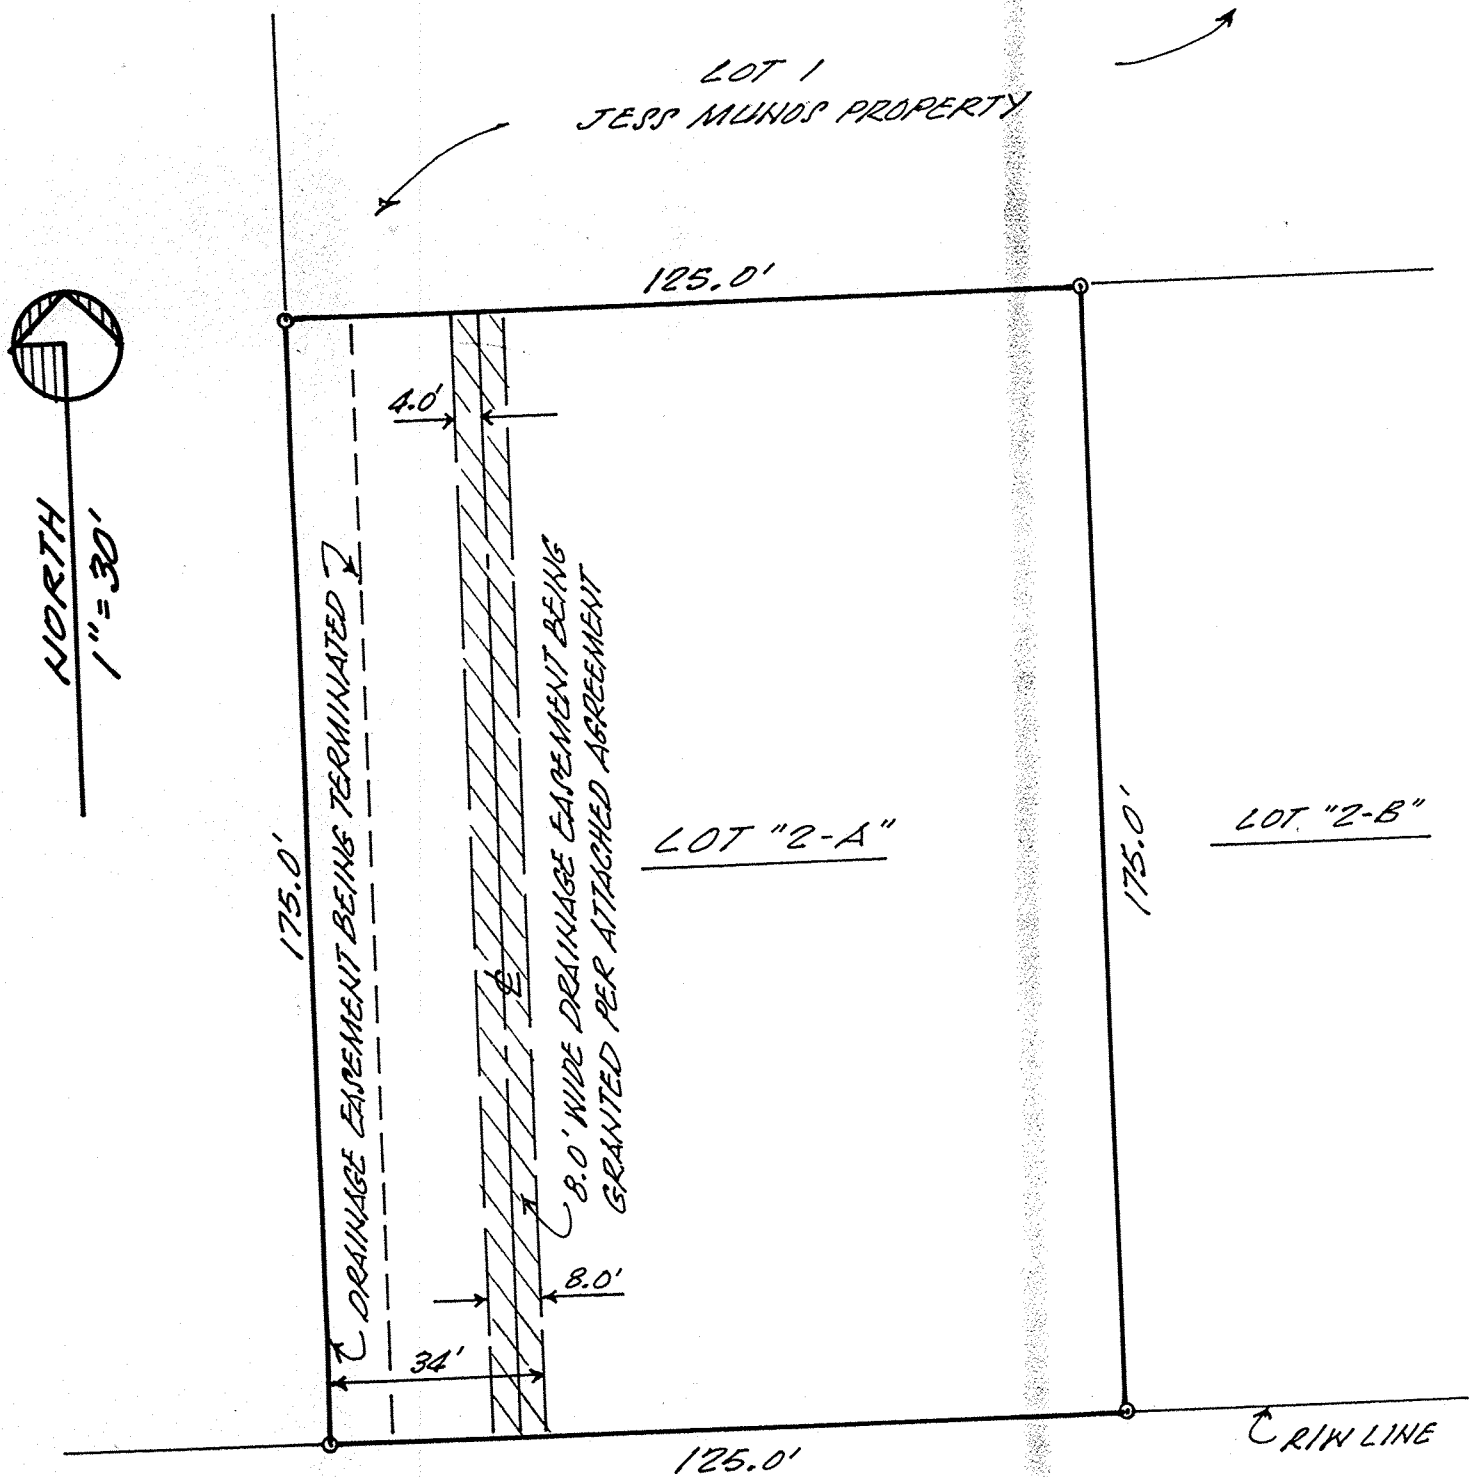 LOT 1
JESS MUNOS PROPERTY
125.0'
4.0'
NORTH
1" = 30'
175.0'
DRAINAGE EASEMENT BEING TERMINATED
8.0' WIDE DRAINAGE EASEMENT BEING
GRANTED PER ATTACHED AGREEMENT
LOT "2-A"
175.0'
LOT "2-B"
℄
8.0'
34'
125.0'
R/W LINE